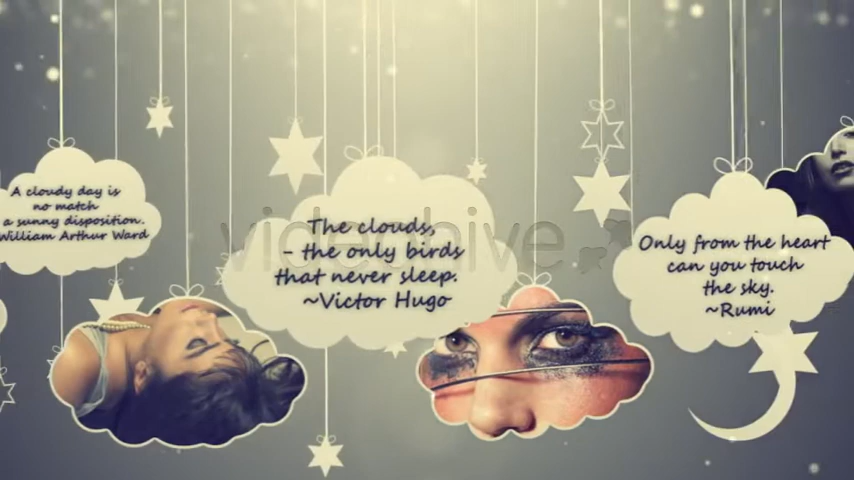 A cloudy day is
no match
a sunny disposition.
William Arthur Ward
The clouds,
- the only birds
that never sleep.
~Victor Hugo
Only from the heart
can you touch
the sky.
~Rumi
videohive